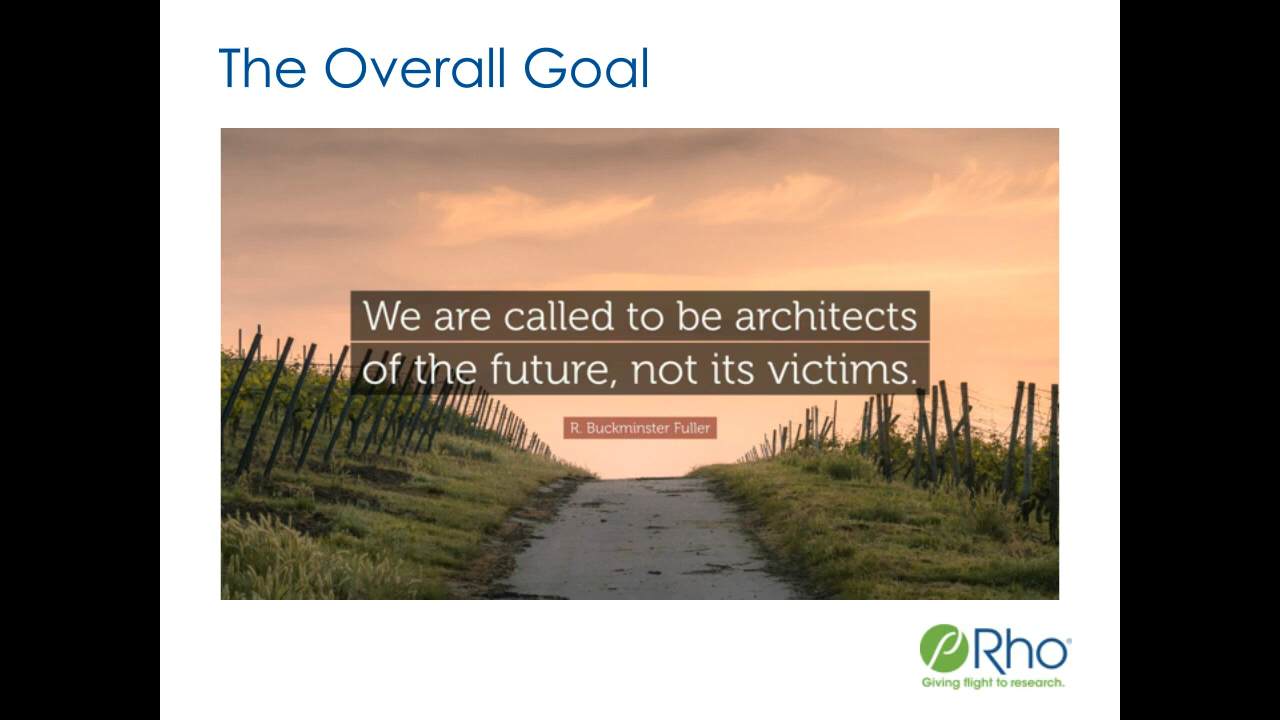 The Overall Goal
We are called to be architects
of the future, not its victims.
R. Buckminster Fuller
Rho®
Giving flight to research.